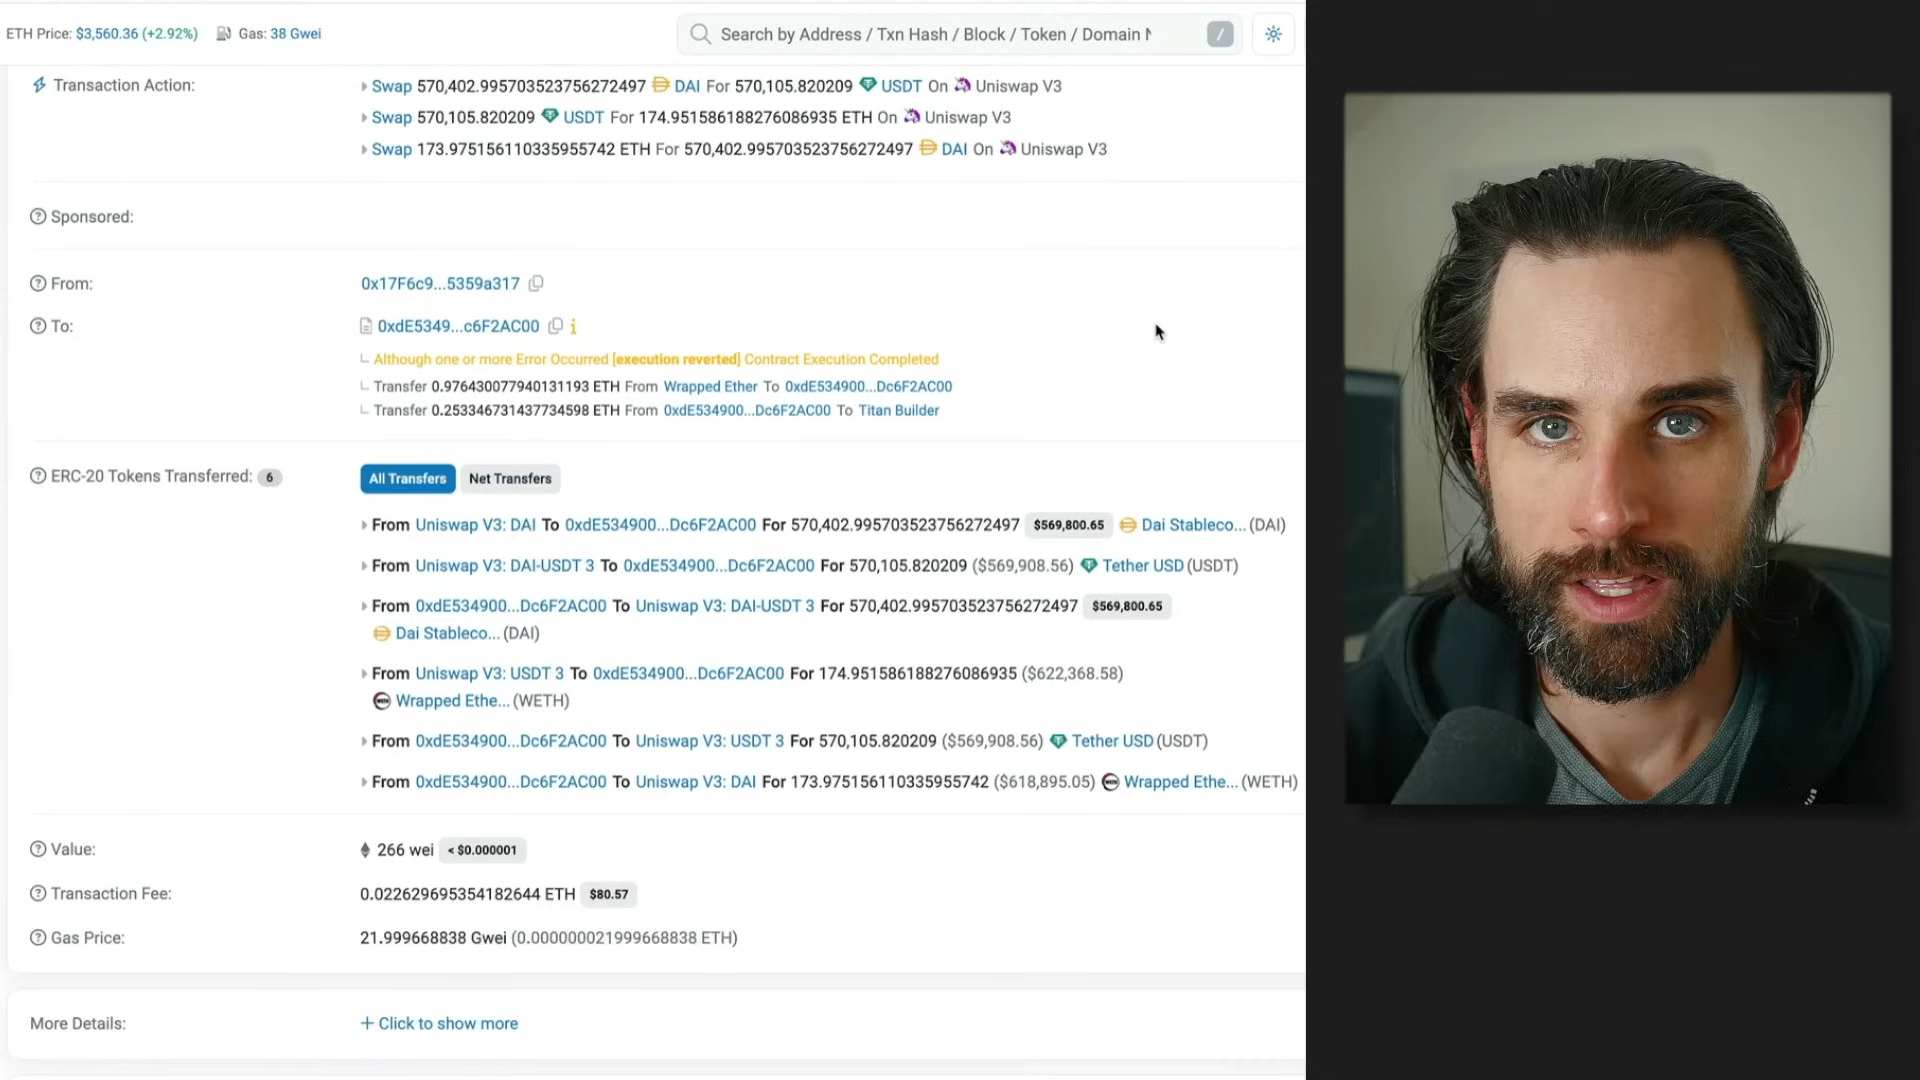 ETH Price: $3,560.36 (+2.92%) Gas: 38 Gwei
Search by Address / Txn Hash / Block / Token / Domain N /
Transaction Action:
Swap 570,402.995703523756272497 DAI For 570,105.820209 USDT On Uniswap V3
Swap 570,105.820209 USDT For 174.951586188276086935 ETH On Uniswap V3
Swap 173.975156110335955742 ETH For 570,402.995703523756272497 DAI On Uniswap V3
Sponsored:
From: 0x17F6c9...5359a317
To: 0xdE5349...c6F2AC00
Although one or more Error Occurred [execution reverted] Contract Execution Completed
Transfer 0.976430077940131193 ETH From Wrapped Ether To 0xdE534900...Dc6F2AC00
Transfer 0.253346731437734598 ETH From 0xdE534900...Dc6F2AC00 To Titan Builder
ERC-20 Tokens Transferred: 6 All Transfers Net Transfers
From Uniswap V3: DAI To 0xdE534900...Dc6F2AC00 For 570,402.995703523756272497 $569,800.65 Dai Stableco... (DAI)
From Uniswap V3: DAI-USDT 3 To 0xdE534900...Dc6F2AC00 For 570,105.820209 ($569,908.56) Tether USD (USDT)
From 0xdE534900...Dc6F2AC00 To Uniswap V3: DAI-USDT 3 For 570,402.995703523756272497 $569,800.65
Dai Stableco... (DAI)
From Uniswap V3: USDT 3 To 0xdE534900...Dc6F2AC00 For 174.951586188276086935 ($622,368.58)
Wrapped Ethe... (WETH)
From 0xdE534900...Dc6F2AC00 To Uniswap V3: USDT 3 For 570,105.820209 ($569,908.56) Tether USD (USDT)
From 0xdE534900...Dc6F2AC00 To Uniswap V3: DAI For 173.975156110335955742 ($618,895.05) Wrapped Ethe... (WETH)
Value: 266 wei < $0.000001
Transaction Fee: 0.022629695354182644 ETH $80.57
Gas Price: 21.999668838 Gwei (0.000000021999668838 ETH)
More Details: + Click to show more